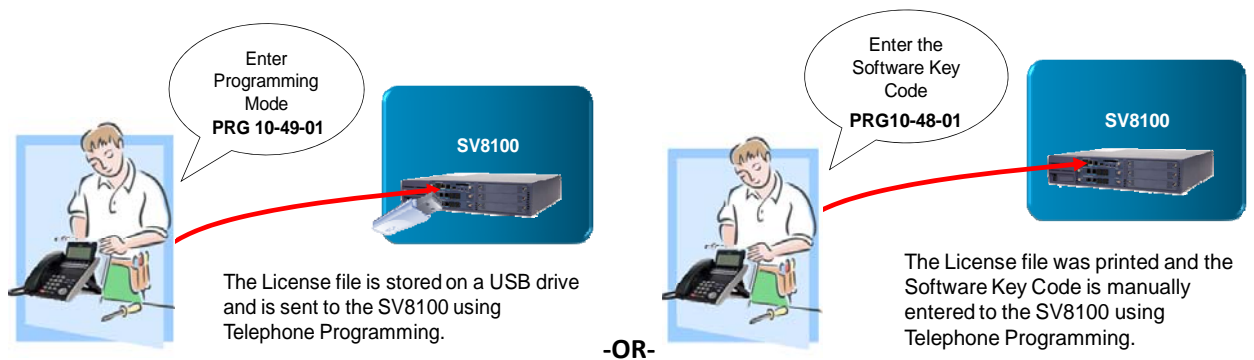 Enter
Programming
Mode
PRG 10-49-01
SV8100
The License file is stored on a USB drive
and is sent to the SV8100 using
Telephone Programming.
-OR-
Enter the
Software Key
Code
PRG10-48-01
SV8100
The License file was printed and the
Software Key Code is manually
entered to the SV8100 using
Telephone Programming.